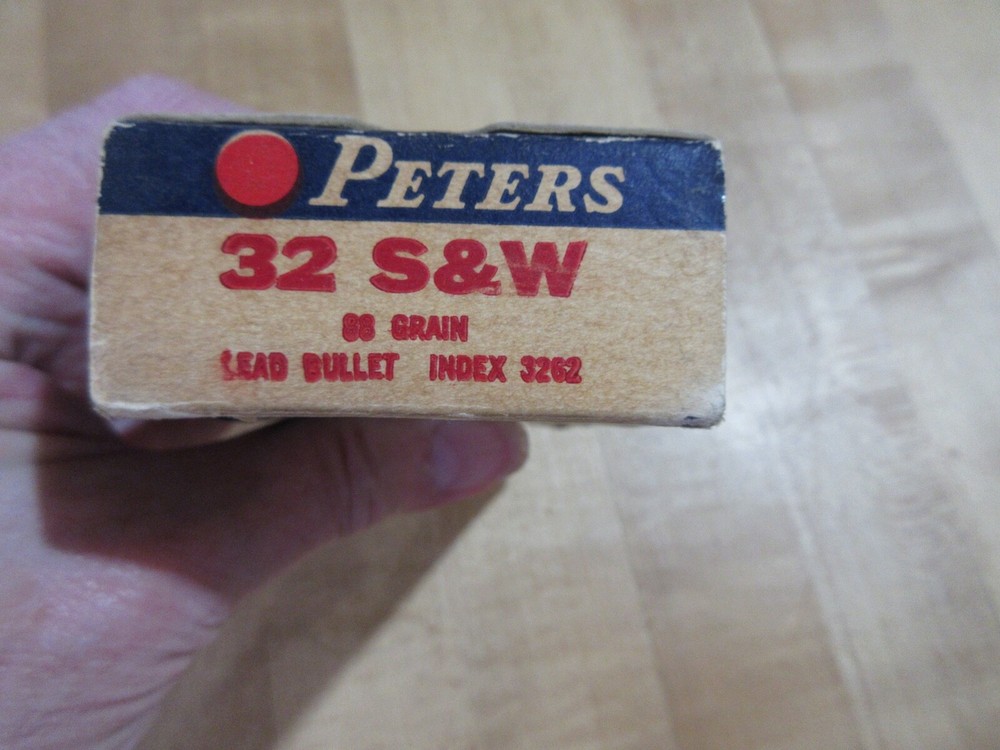 PETERS
32 S&W
88 GRAIN
LEAD BULLET INDEX 3262